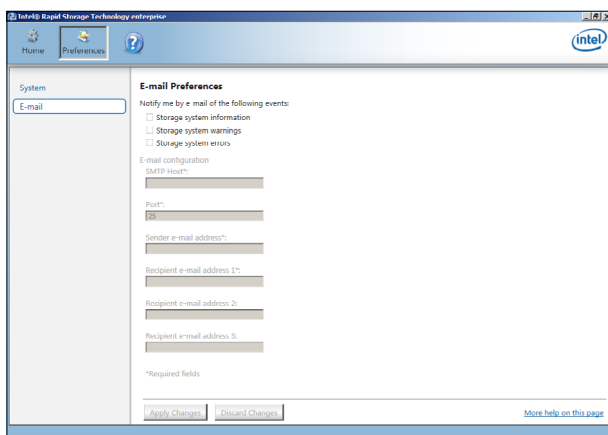 Intel® Rapid Storage Technology enterprise
Home
Preferences
?
intel
System
E-mail
E-mail Preferences
Notify me by e-mail of the following events:
Storage system information
Storage system warnings
Storage system errors
E-mail configuration
SMTP Host*:
Port*:
25
Sender e-mail address*:
Recipient e-mail address 1*:
Recipient e-mail address 2:
Recipient e-mail address 3:
*Required fields
Apply Changes Discard Changes
More help on this page